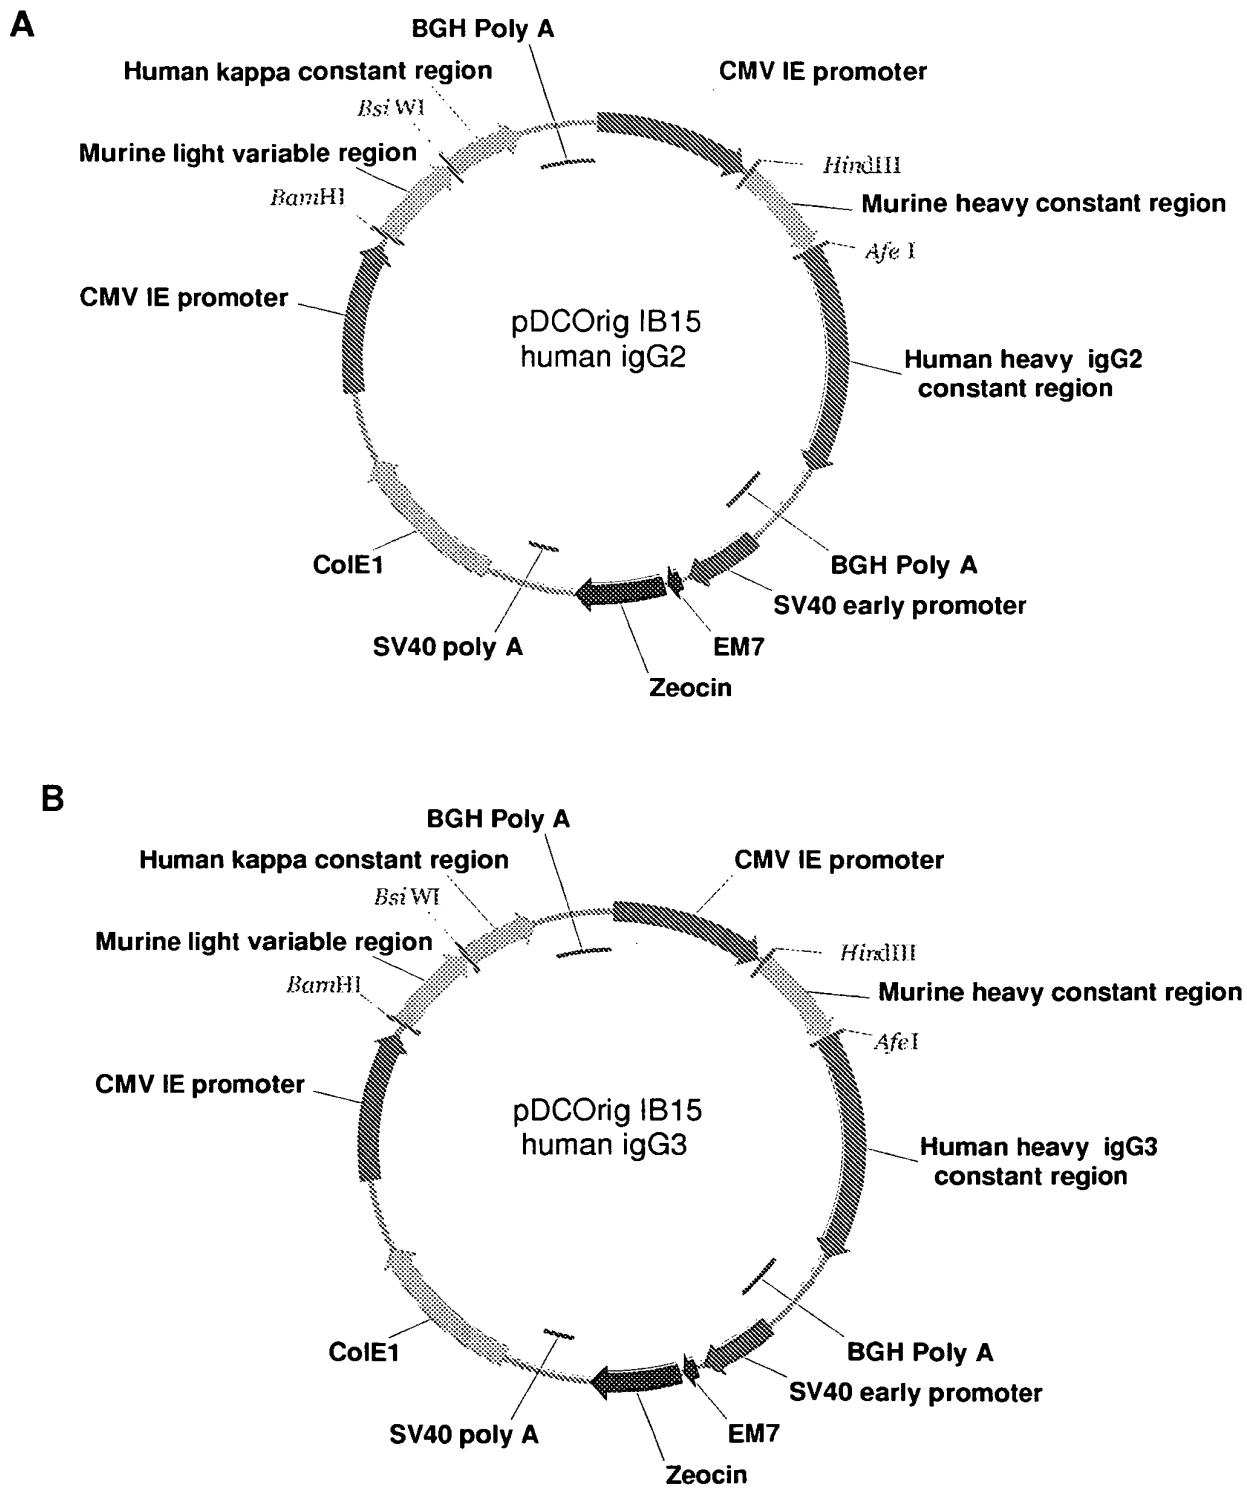 A
BGH Poly A
Human kappa constant region
CMV IE promoter
BsiWI
Murine light variable region
HindIII
BamHI
Murine heavy constant region
Afe I
CMV IE promoter
pDCOrig IB15
human igG2
Human heavy igG2
constant region
ColE1
BGH Poly A
SV40 early promoter
SV40 poly A
EM7
Zeocin
B
BGH Poly A
Human kappa constant region
CMV IE promoter
BsiWI
Murine light variable region
HindIII
BamHI
Murine heavy constant region
AfeI
CMV IE promoter
pDCOrig IB15
human igG3
Human heavy igG3
constant region
ColE1
BGH Poly A
SV40 early promoter
SV40 poly A
EM7
Zeocin